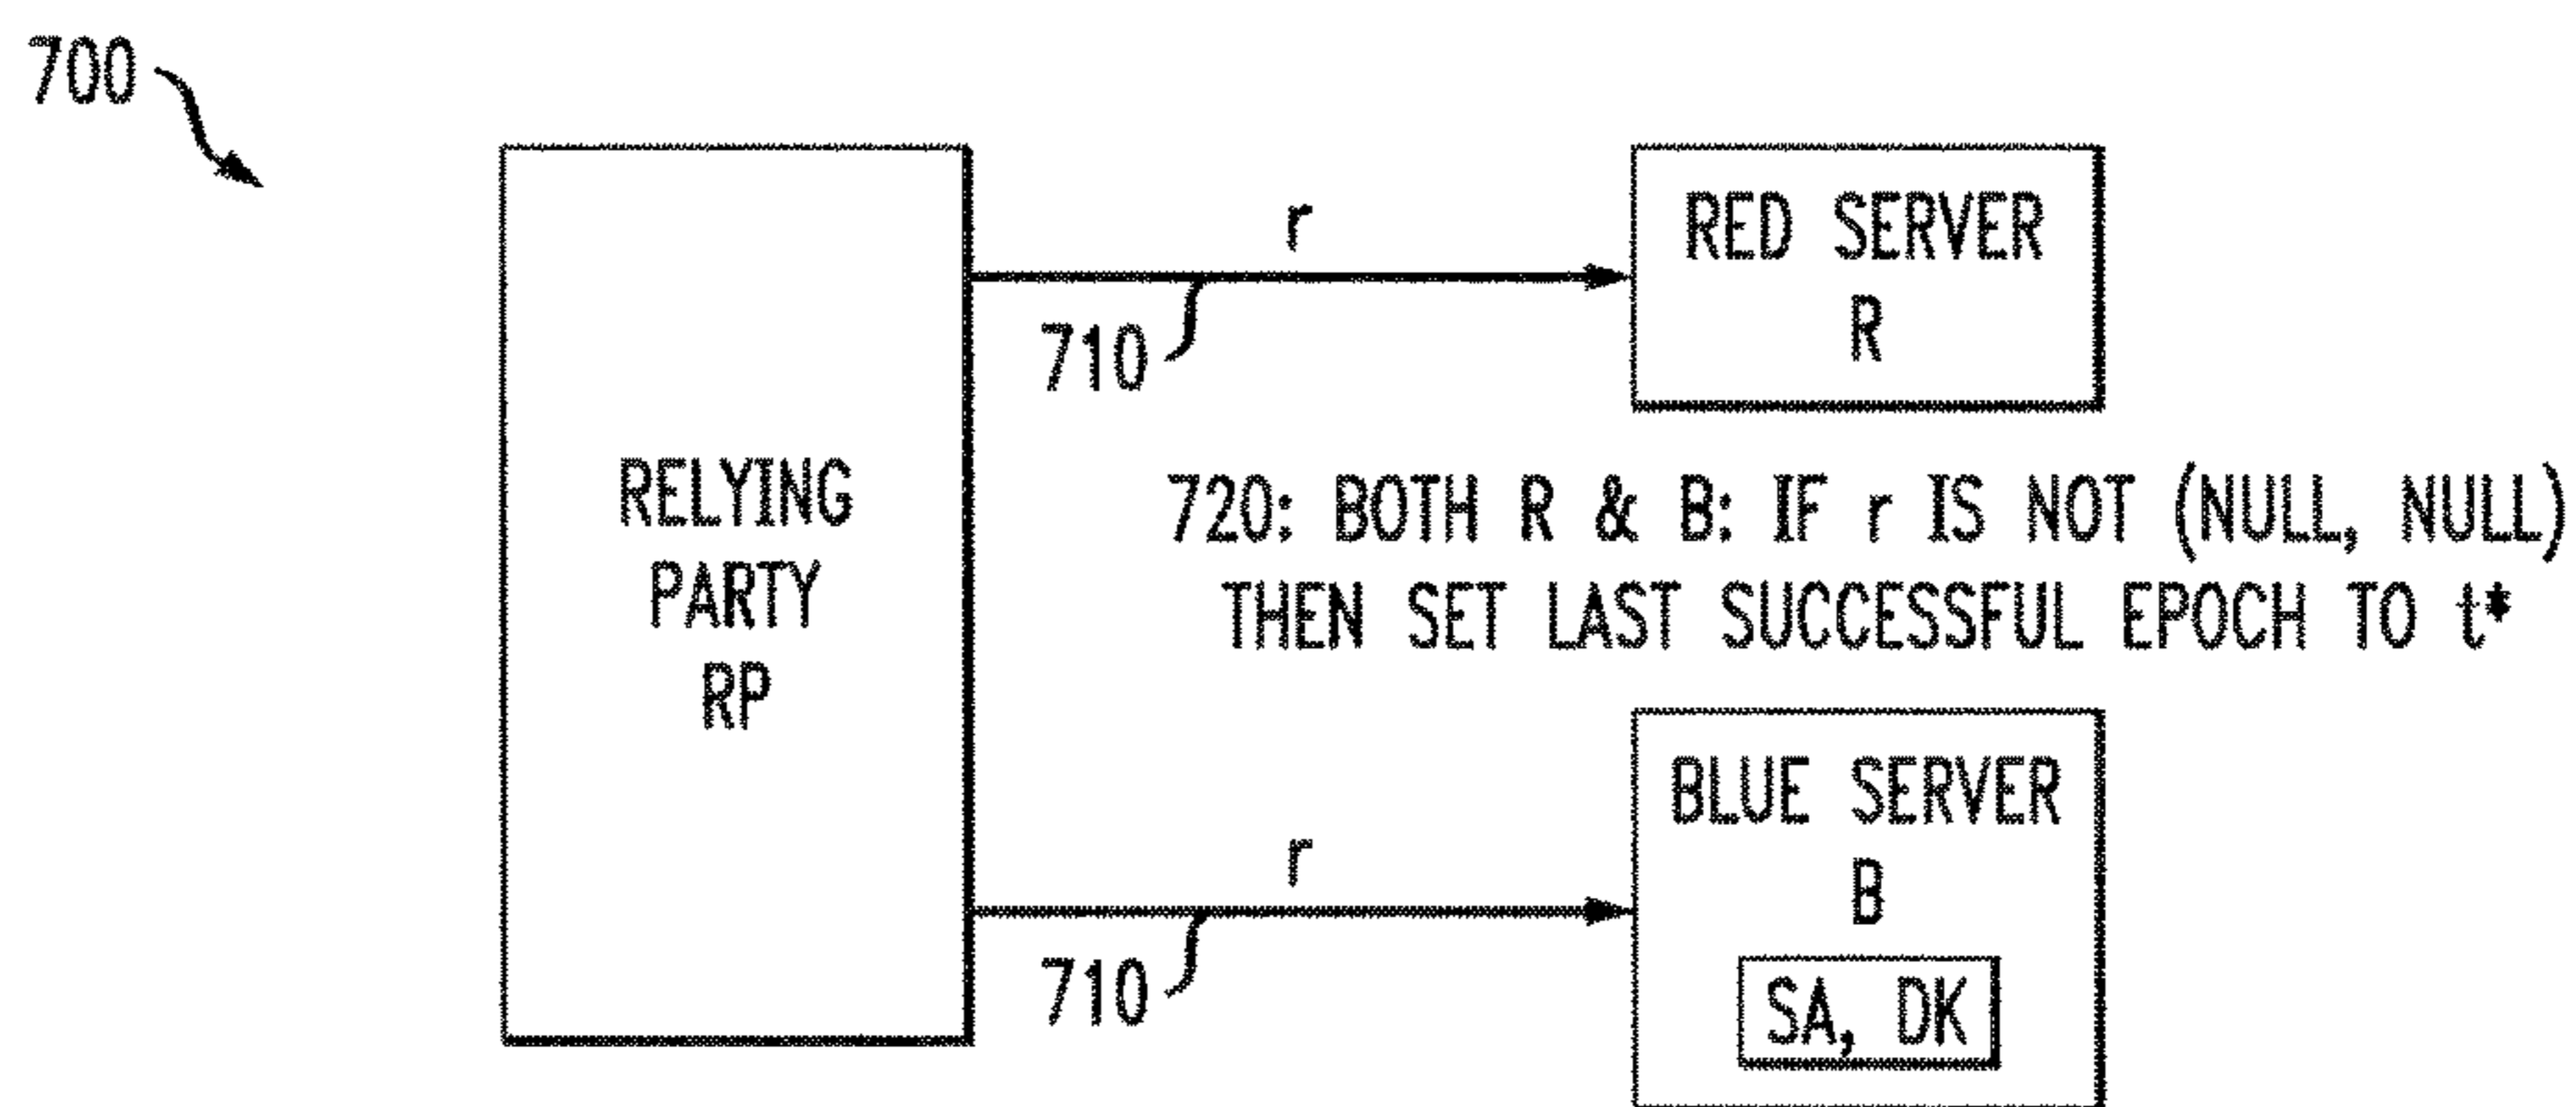 700
r
RED SERVER
R
710
RELYING
PARTY
RP
720: BOTH R & B: IF r IS NOT (NULL, NULL)
THEN SET LAST SUCCESSFUL EPOCH TO t*
r
BLUE SERVER
B
710
SA, DK